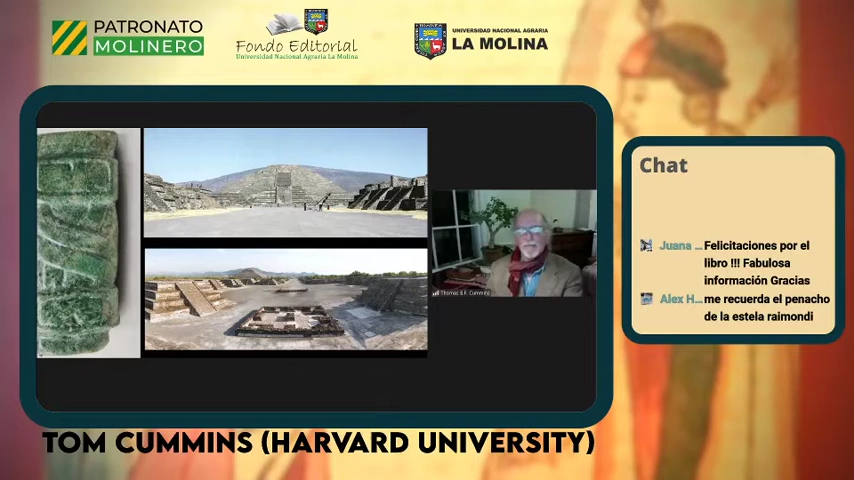 PATRONATO
MOLINERO
Fondo Editorial
Universidad Nacional Agraria La Molina
UNIVERSIDAD NACIONAL AGRARIA
LA MOLINA
Chat
Juana ... Felicitaciones por el
libro !!! Fabulosa
información Gracias
Alex H... me recuerda el penacho
de la estela raimondi
Thomas B.F. Cummins
TOM CUMMINS (HARVARD UNIVERSITY)